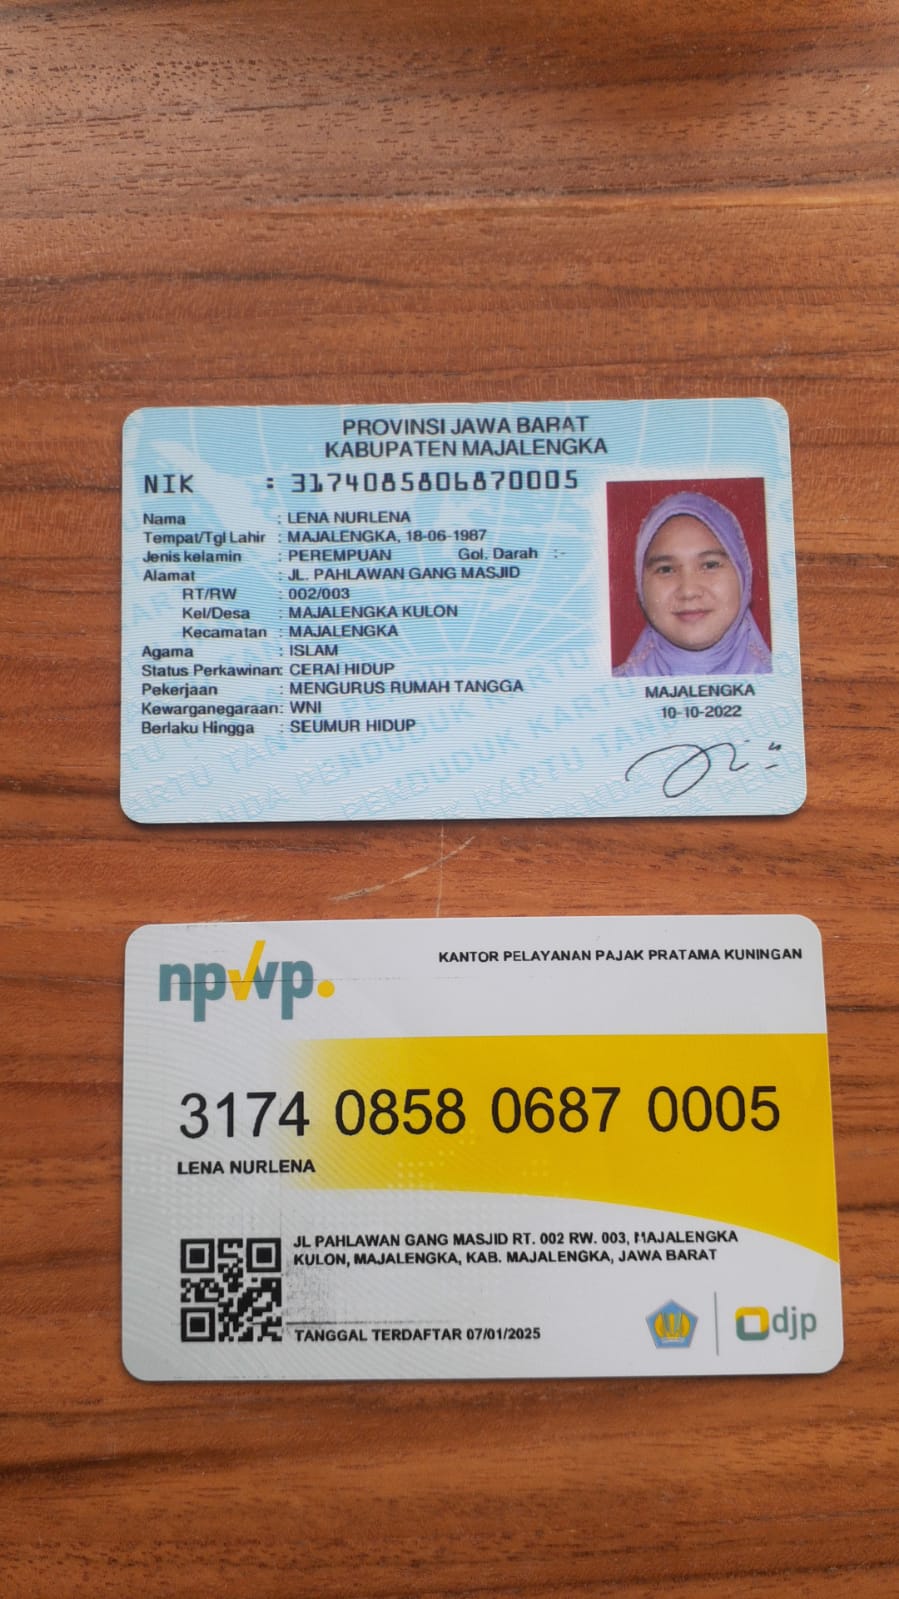 PROVINSI JAWA BARAT
KABUPATEN MAJALENGKA
NIK : 3174085806870005
Nama : LENA NURLENA
Tempat/Tgl Lahir : MAJALENGKA, 18-06-1987
Jenis kelamin : PEREMPUAN Gol. Darah :-
Alamat : JL. PAHLAWAN GANG MASJID
RT/RW : 002/003
Kel/Desa : MAJALENGKA KULON
Kecamatan : MAJALENGKA
Agama : ISLAM
Status Perkawinan: CERAI HIDUP
Pekerjaan : MENGURUS RUMAH TANGGA
Kewarganegaraan: WNI
Berlaku Hingga : SEUMUR HIDUP
MAJALENGKA
10-10-2022
npwp.
KANTOR PELAYANAN PAJAK PRATAMA KUNINGAN
3174 0858 0687 0005
LENA NURLENA
JL PAHLAWAN GANG MASJID RT. 002 RW. 003, MAJALENGKA
KULON, MAJALENGKA, KAB. MAJALENGKA, JAWA BARAT
TANGGAL TERDAFTAR 07/01/2025
djp